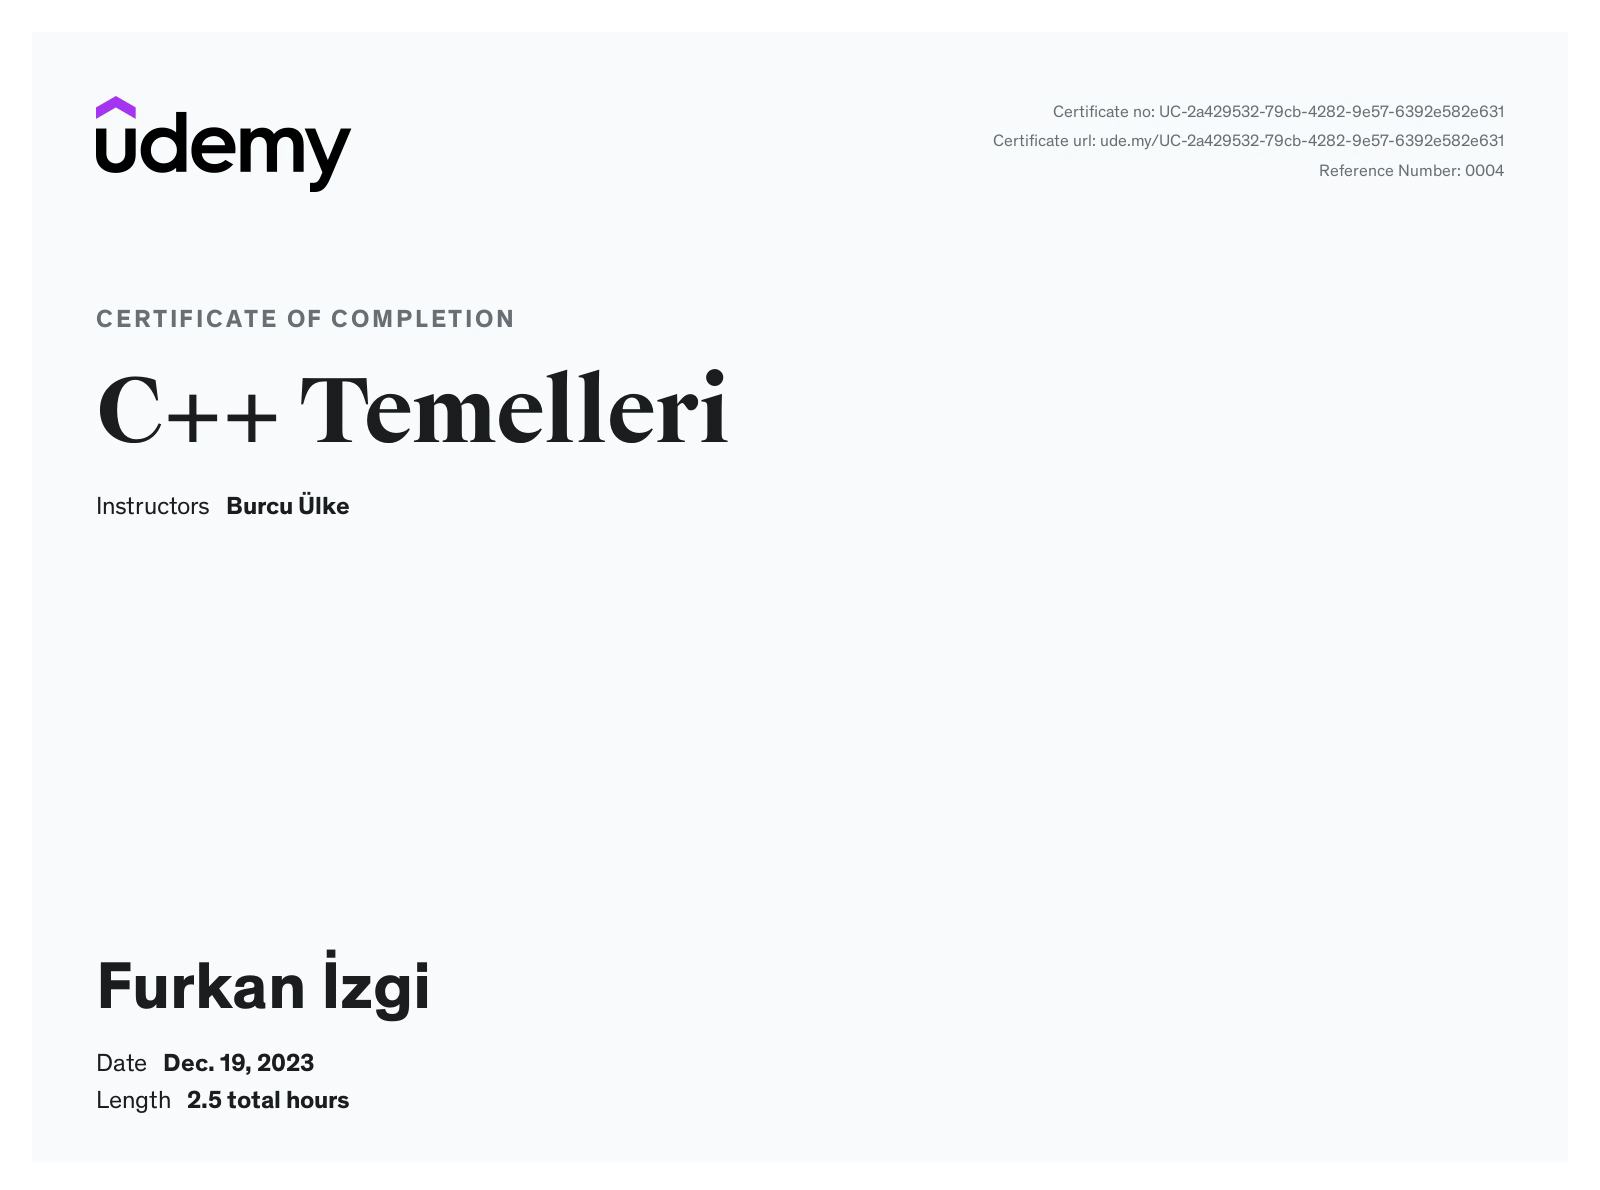 udemy
Certificate no: UC-2a429532-79cb-4282-9e57-6392e582e631
Certificate url: ude.my/UC-2a429532-79cb-4282-9e57-6392e582e631
Reference Number: 0004
CERTIFICATE OF COMPLETION
C++ Temelleri
Instructors Burcu Ülke
Furkan İzgi
Date Dec. 19, 2023
Length 2.5 total hours